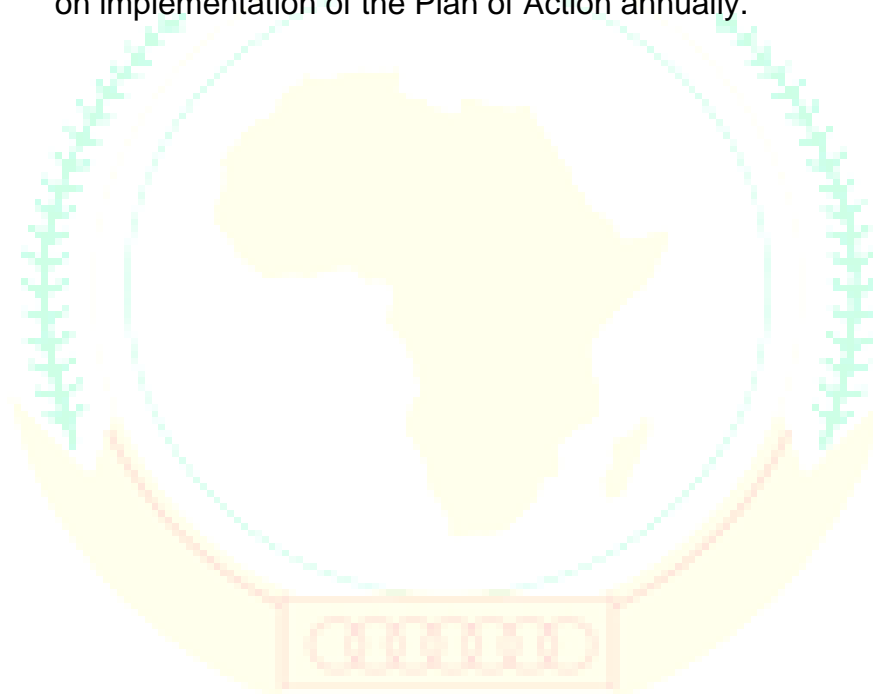 on implementation of the Plan of Action annually.